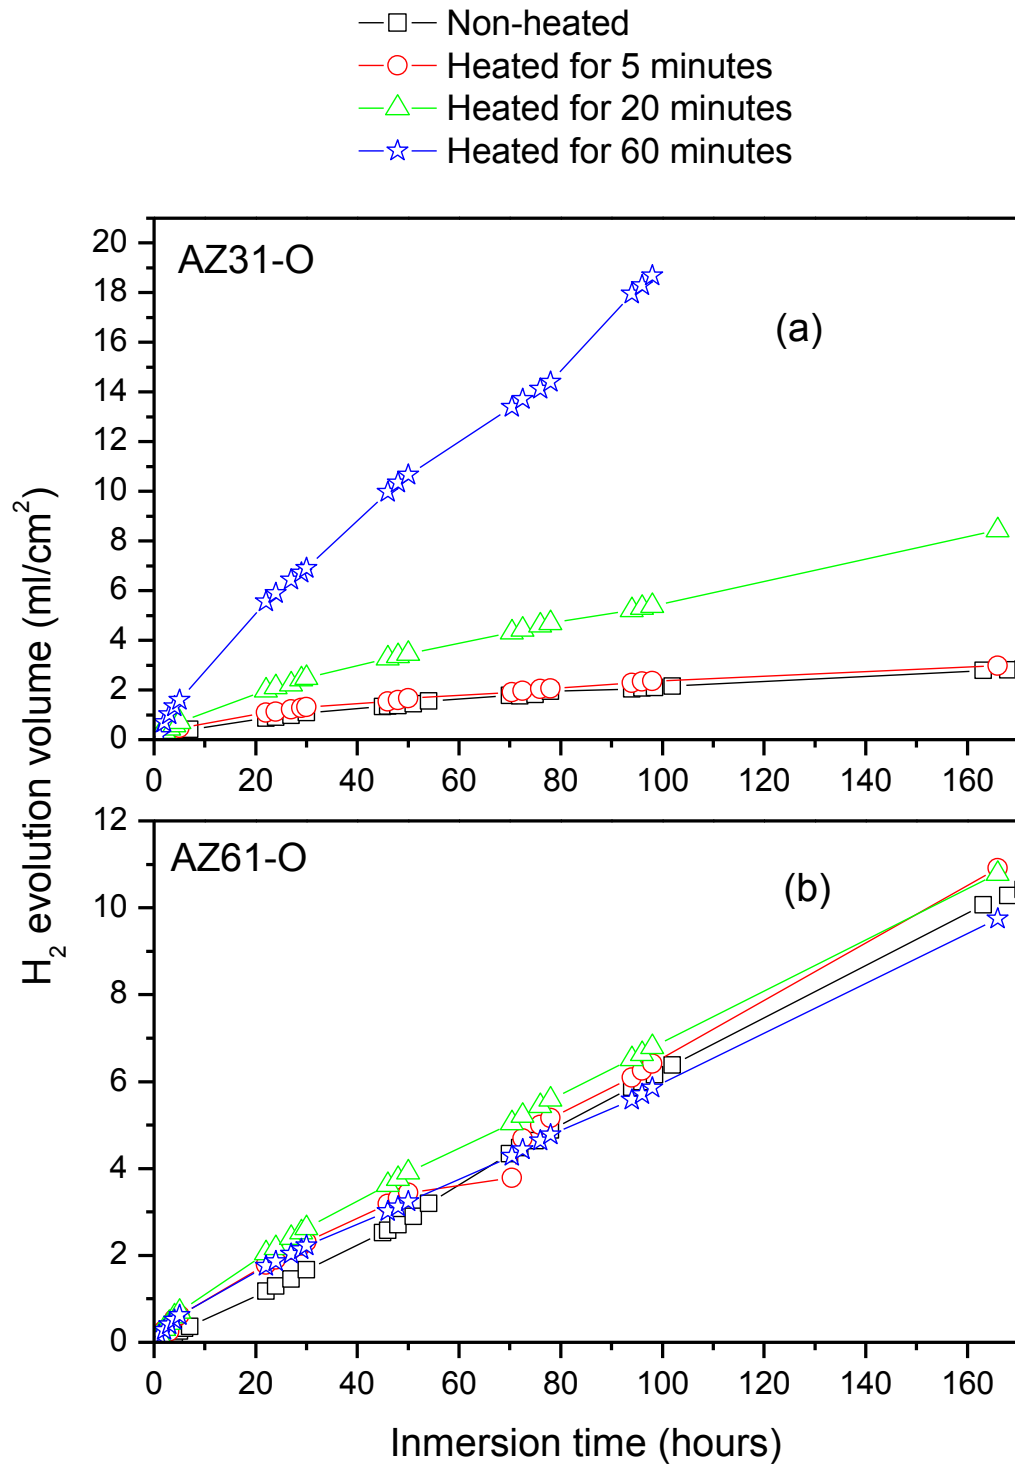 Non-heated
Heated for 5 minutes
Heated for 20 minutes
Heated for 60 minutes
AZ31-O
(a)
20
18
16
14
12
10
8
6
4
2
0
0 20 40 60 80 100 120 140 160
H2 evolution volume (ml/cm²)
AZ61-O
(b)
12
10
8
6
4
2
0
0 20 40 60 80 100 120 140 160
Inmersion time (hours)